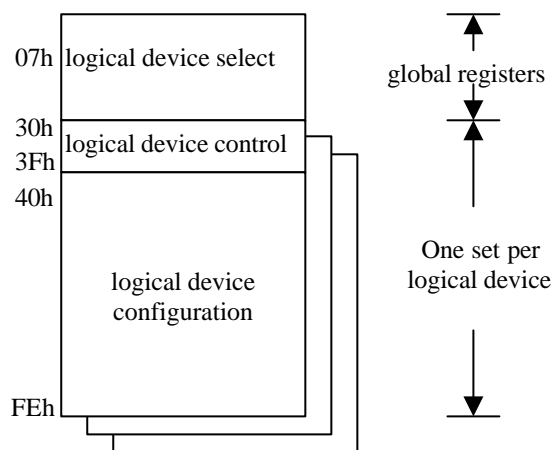 07h logical device select
global registers
30h
logical device control
3Fh
40h
One set per
logical device
logical device
configuration
FEh